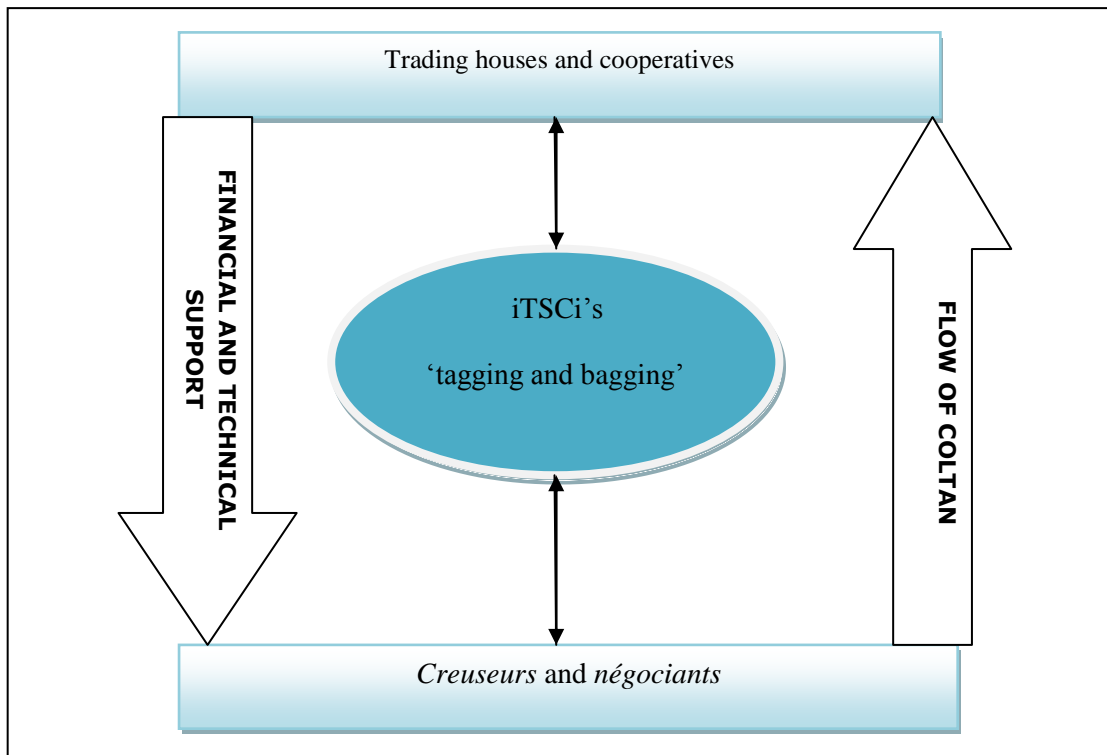 Trading houses and cooperatives
FINANCIAL AND TECHNICAL
SUPPORT
iTSCi’s
‘tagging and bagging’
FLOW OF COLTAN
Creuseurs and négociants